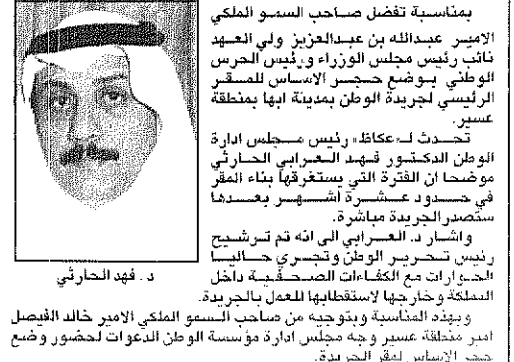 بمناسبة تفضل صاحب السمو الملكي
الامير عبدالله بن عبدالعزيز ولي العهد
نائب رئيس مجلس الوزراء ورئيس الحرس
الوطني بوضع حجر الاساس للمقر
الرئيسي لجريدة الوطن بمدينة ابها بمنطقة
عسير.
تحدث لـ«عكاظ» رئيس مجلس ادارة
الوطن الدكتور فهد العرابي الحارثي
موضحا ان الفترة التي يستغرقها بناء المقر
في حدود عشرة اشهر بعدها
ستصدر الجريدة مباشرة.
واشار د. العرابي الى انه تم ترشيح
رئيس تحرير الوطن وتجري حاليا
الحوارات مع الكفاءات الصحفية داخل
المملكة وخارجها لاستقطابها للعمل بالجريدة.
وبهذه المناسبة وبتوجيه من صاحب السمو الملكي الامير خالد الفيصل
امير منطقة عسير وجه مجلس ادارة مؤسسة الوطن الدعوات لحضور وضع
حجر الاساس لمقر الجريدة.
د. فهد الحارثي